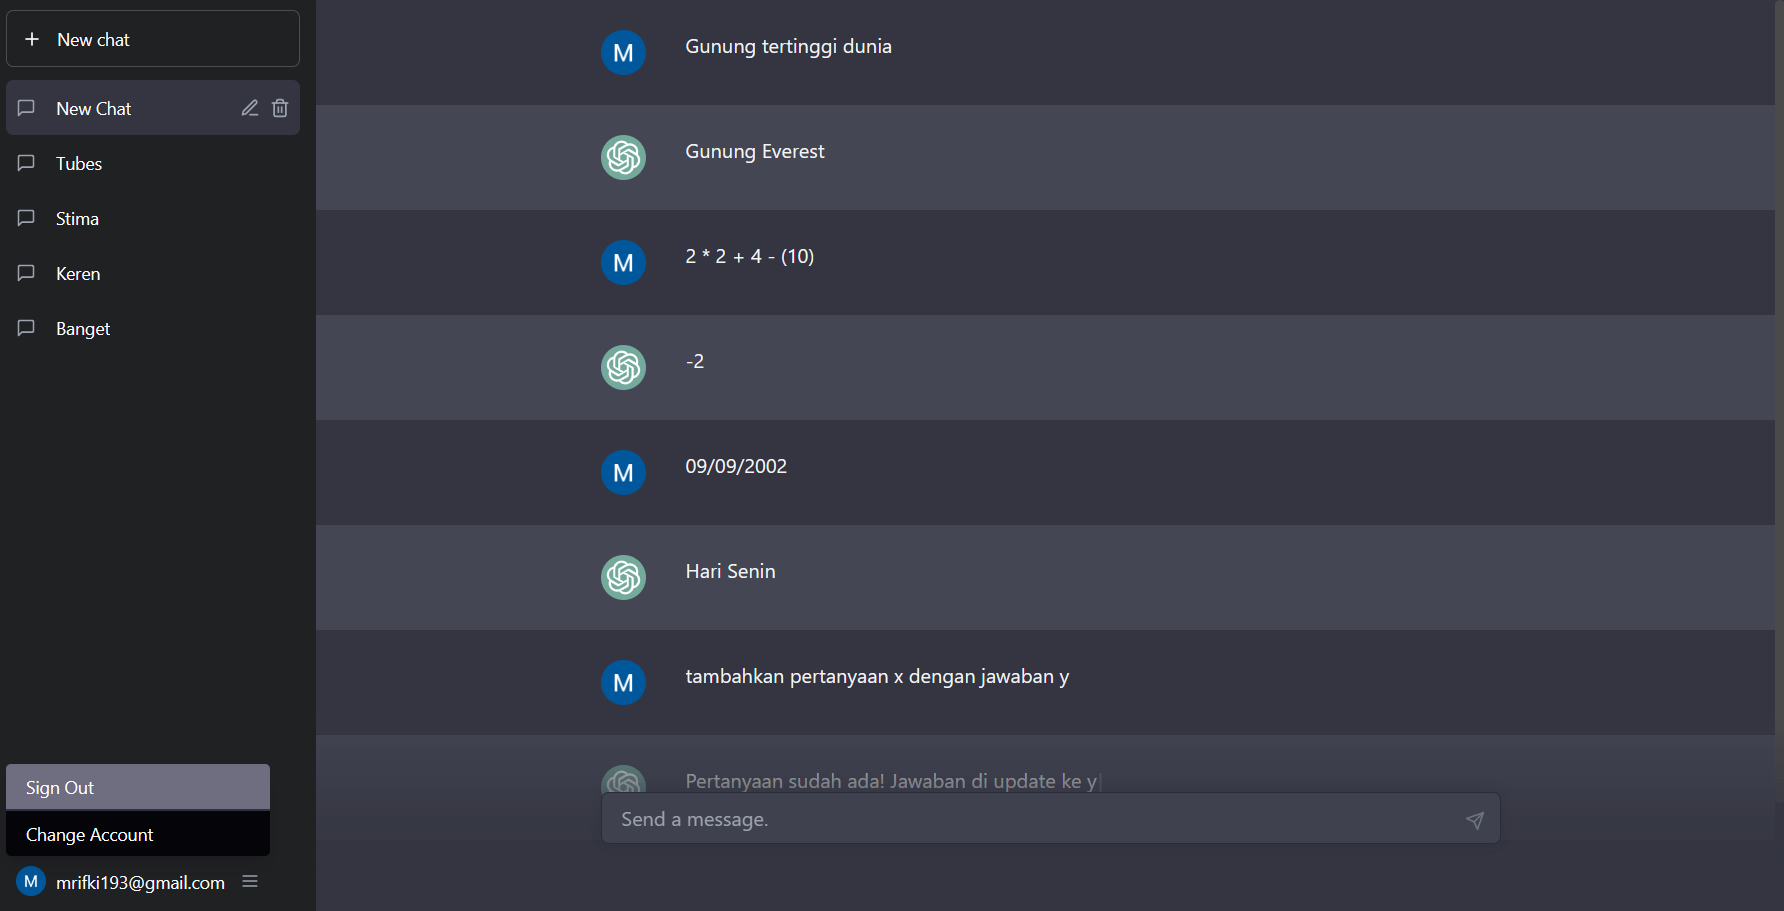 New chat
New Chat
Tubes
Stima
Keren
Banget
Sign Out
Change Account
M mrifki193@gmail.com
M Gunung tertinggi dunia
Gunung Everest
M 2 * 2 + 4 - (10)
-2
M 09/09/2002
Hari Senin
M tambahkan pertanyaan x dengan jawaban y
Pertanyaan sudah ada! Jawaban di update ke y
Send a message.